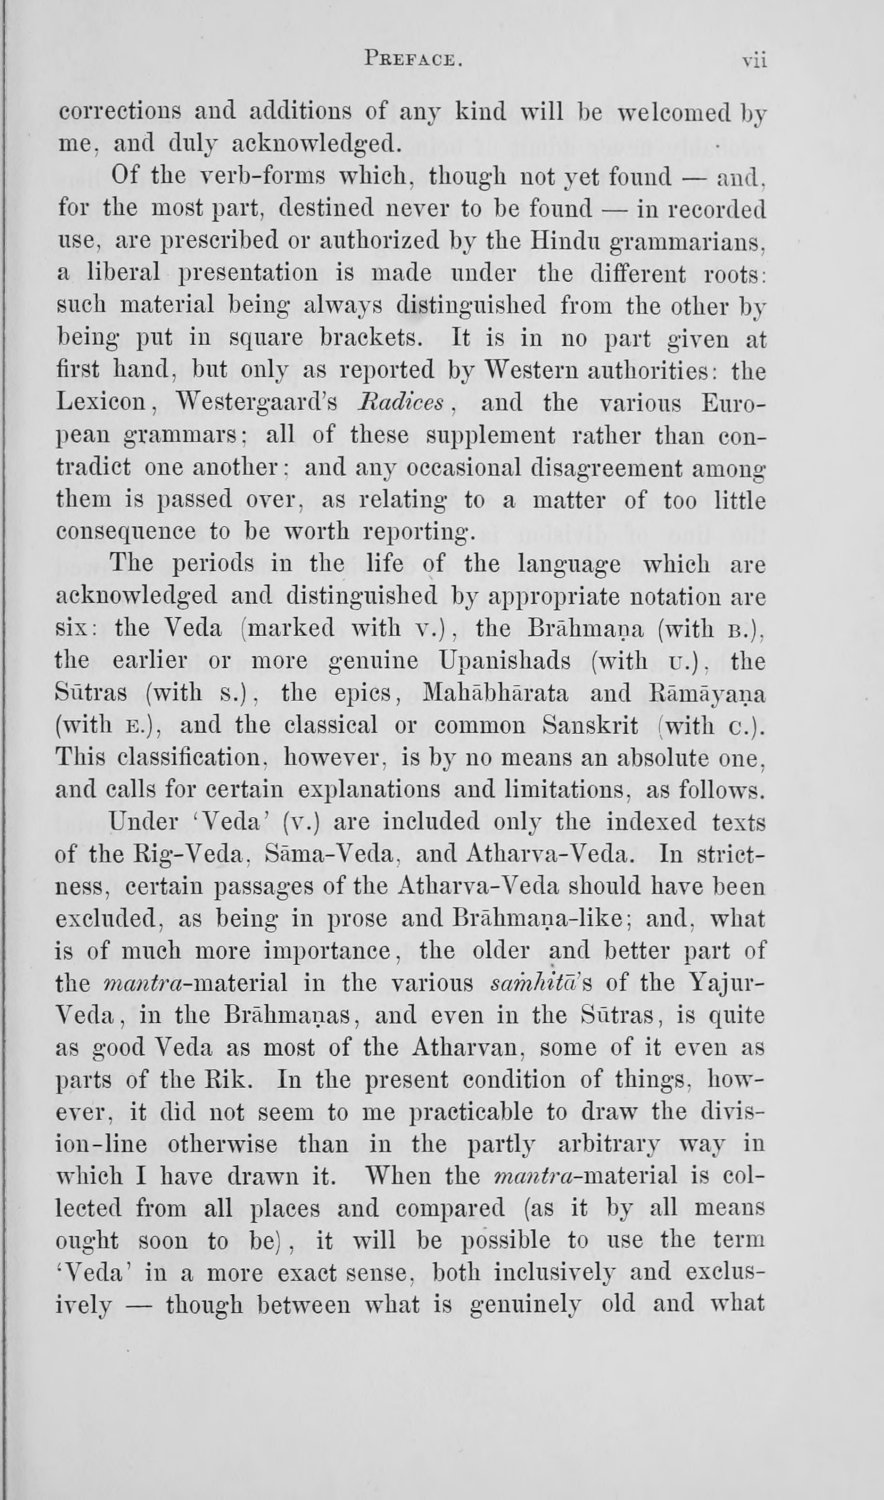 PREFACE. vii
corrections and additions of any kind will be welcomed by
me, and duly acknowledged.
Of the verb-forms which, though not yet found — and,
for the most part, destined never to be found — in recorded
use, are prescribed or authorized by the Hindu grammarians,
a liberal presentation is made under the different roots:
such material being always distinguished from the other by
being put in square brackets. It is in no part given at
first hand, but only as reported by Western authorities: the
Lexicon, Westergaard's Radices, and the various Euro-
pean grammars; all of these supplement rather than con-
tradict one another: and any occasional disagreement among
them is passed over, as relating to a matter of too little
consequence to be worth reporting.
The periods in the life of the language which are
acknowledged and distinguished by appropriate notation are
six: the Veda (marked with v.), the Brāhmaṇa (with B.),
the earlier or more genuine Upanishads (with U.), the
Sūtras (with s.), the epics, Mahābhārata and Rāmāyaṇa
(with E.), and the classical or common Sanskrit (with c.).
This classification, however, is by no means an absolute one,
and calls for certain explanations and limitations, as follows.
Under ‘Veda’ (v.) are included only the indexed texts
of the Rig-Veda, Sāma-Veda, and Atharva-Veda. In strict-
ness, certain passages of the Atharva-Veda should have been
excluded, as being in prose and Brāhmaṇa-like; and, what
is of much more importance, the older and better part of
the mantra-material in the various saṁhitā's of the Yajur-
Veda, in the Brāhmaṇas, and even in the Sūtras, is quite
as good Veda as most of the Atharvan, some of it even as
parts of the Rik. In the present condition of things, how-
ever, it did not seem to me practicable to draw the divis-
ion-line otherwise than in the partly arbitrary way in
which I have drawn it. When the mantra-material is col-
lected from all places and compared (as it by all means
ought soon to be), it will be possible to use the term
‘Veda’ in a more exact sense, both inclusively and exclus-
ively — though between what is genuinely old and what